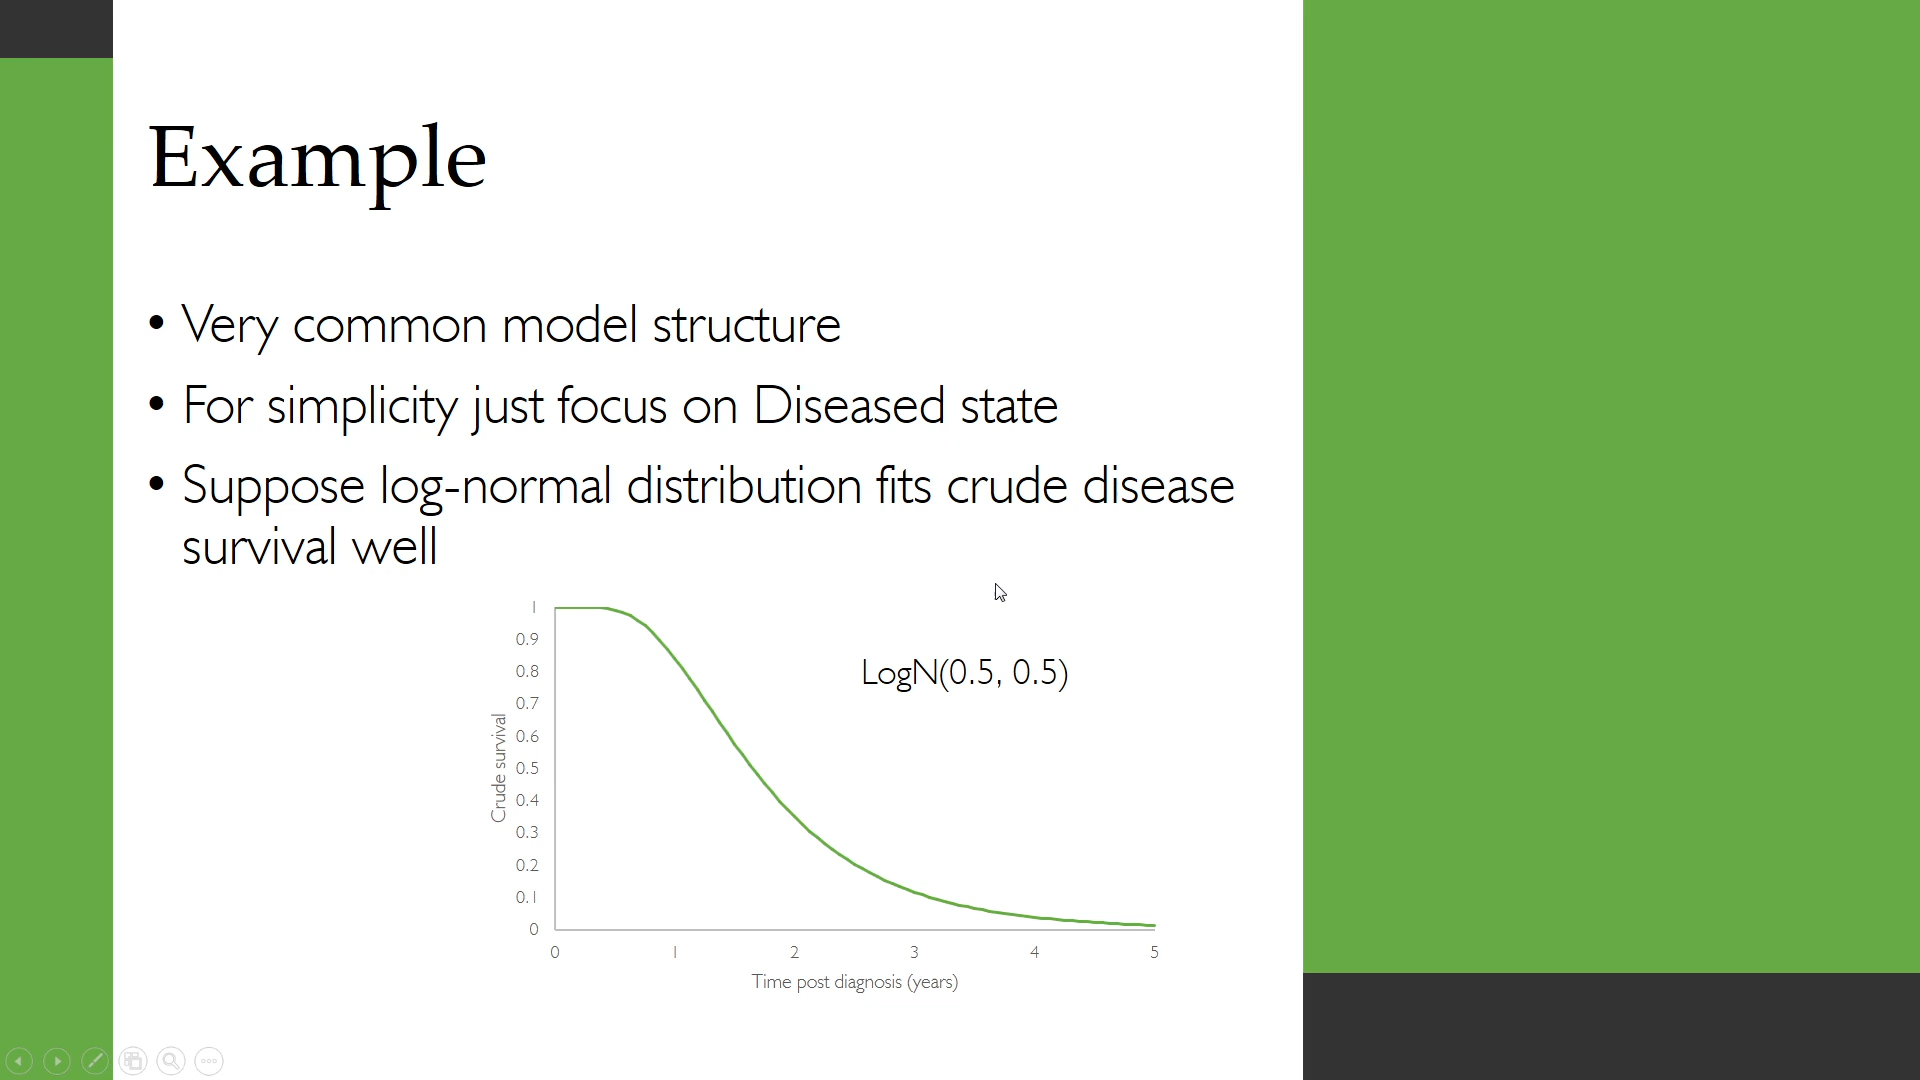 Example
• Very common model structure
• For simplicity just focus on Diseased state
• Suppose log-normal distribution fits crude disease
survival well
LogN(0.5, 0.5)
Crude survival
1
0.9
0.8
0.7
0.6
0.5
0.4
0.3
0.2
0.1
0
0 1 2 3 4 5
Time post diagnosis (years)